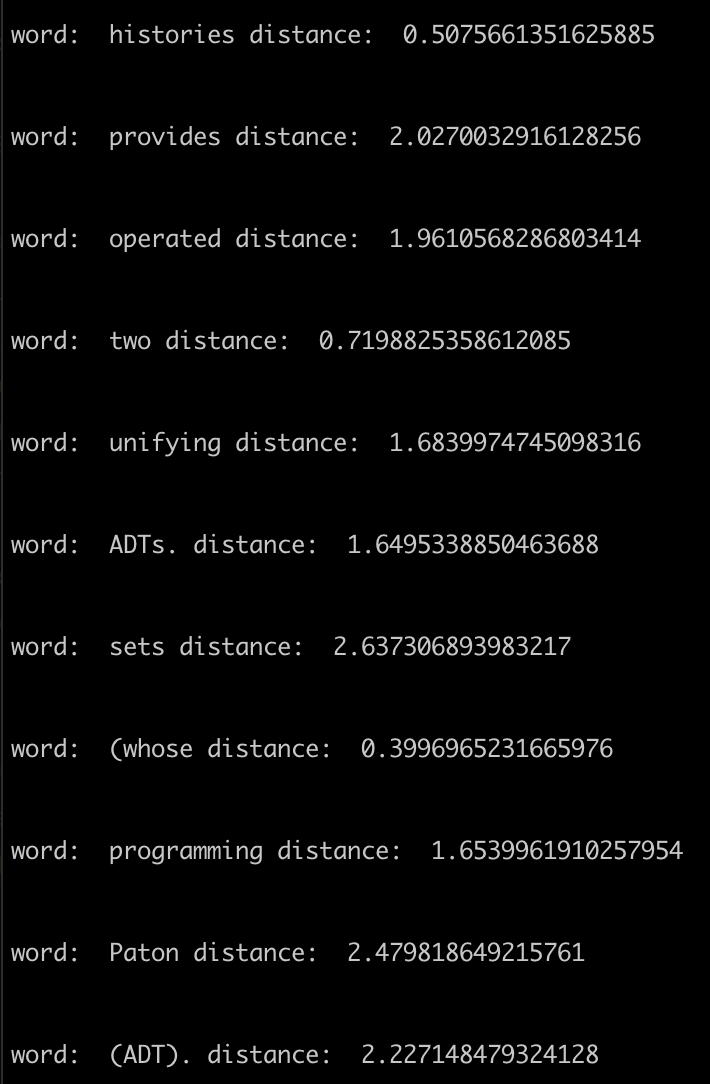 word:  histories distance:  0.5075661351625885
word:  provides distance:  2.0270032916128256
word:  operated distance:  1.9610568286803414
word:  two distance:  0.7198825358612085
word:  unifying distance:  1.6839974745098316
word:  ADTs. distance:  1.6495338850463688
word:  sets distance:  2.637306893983217
word:  (whose distance:  0.3996965231665976
word:  programming distance:  1.6539961910257954
word:  Paton distance:  2.479818649215761
word:  (ADT). distance:  2.227148479324128